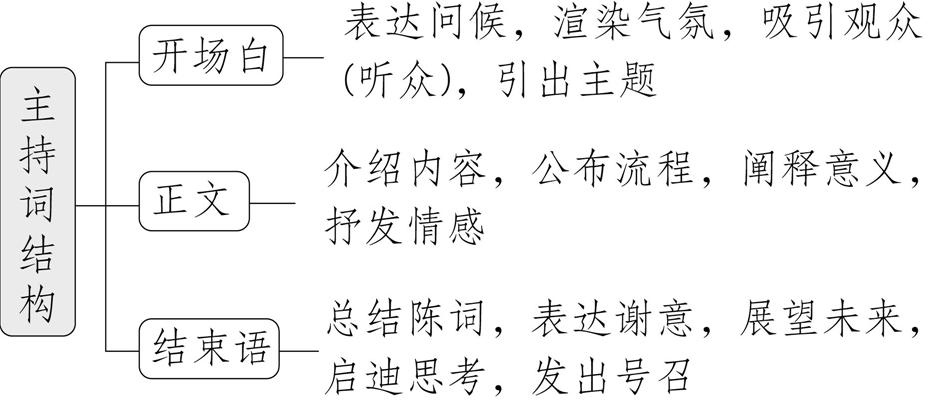 主持词结构
开场白
表达问候，渲染气氛，吸引观众
(听众)，引出主题
正文
介绍内容，公布流程，阐释意义，
抒发情感
结束语
总结陈词，表达谢意，展望未来，
启迪思考，发出号召